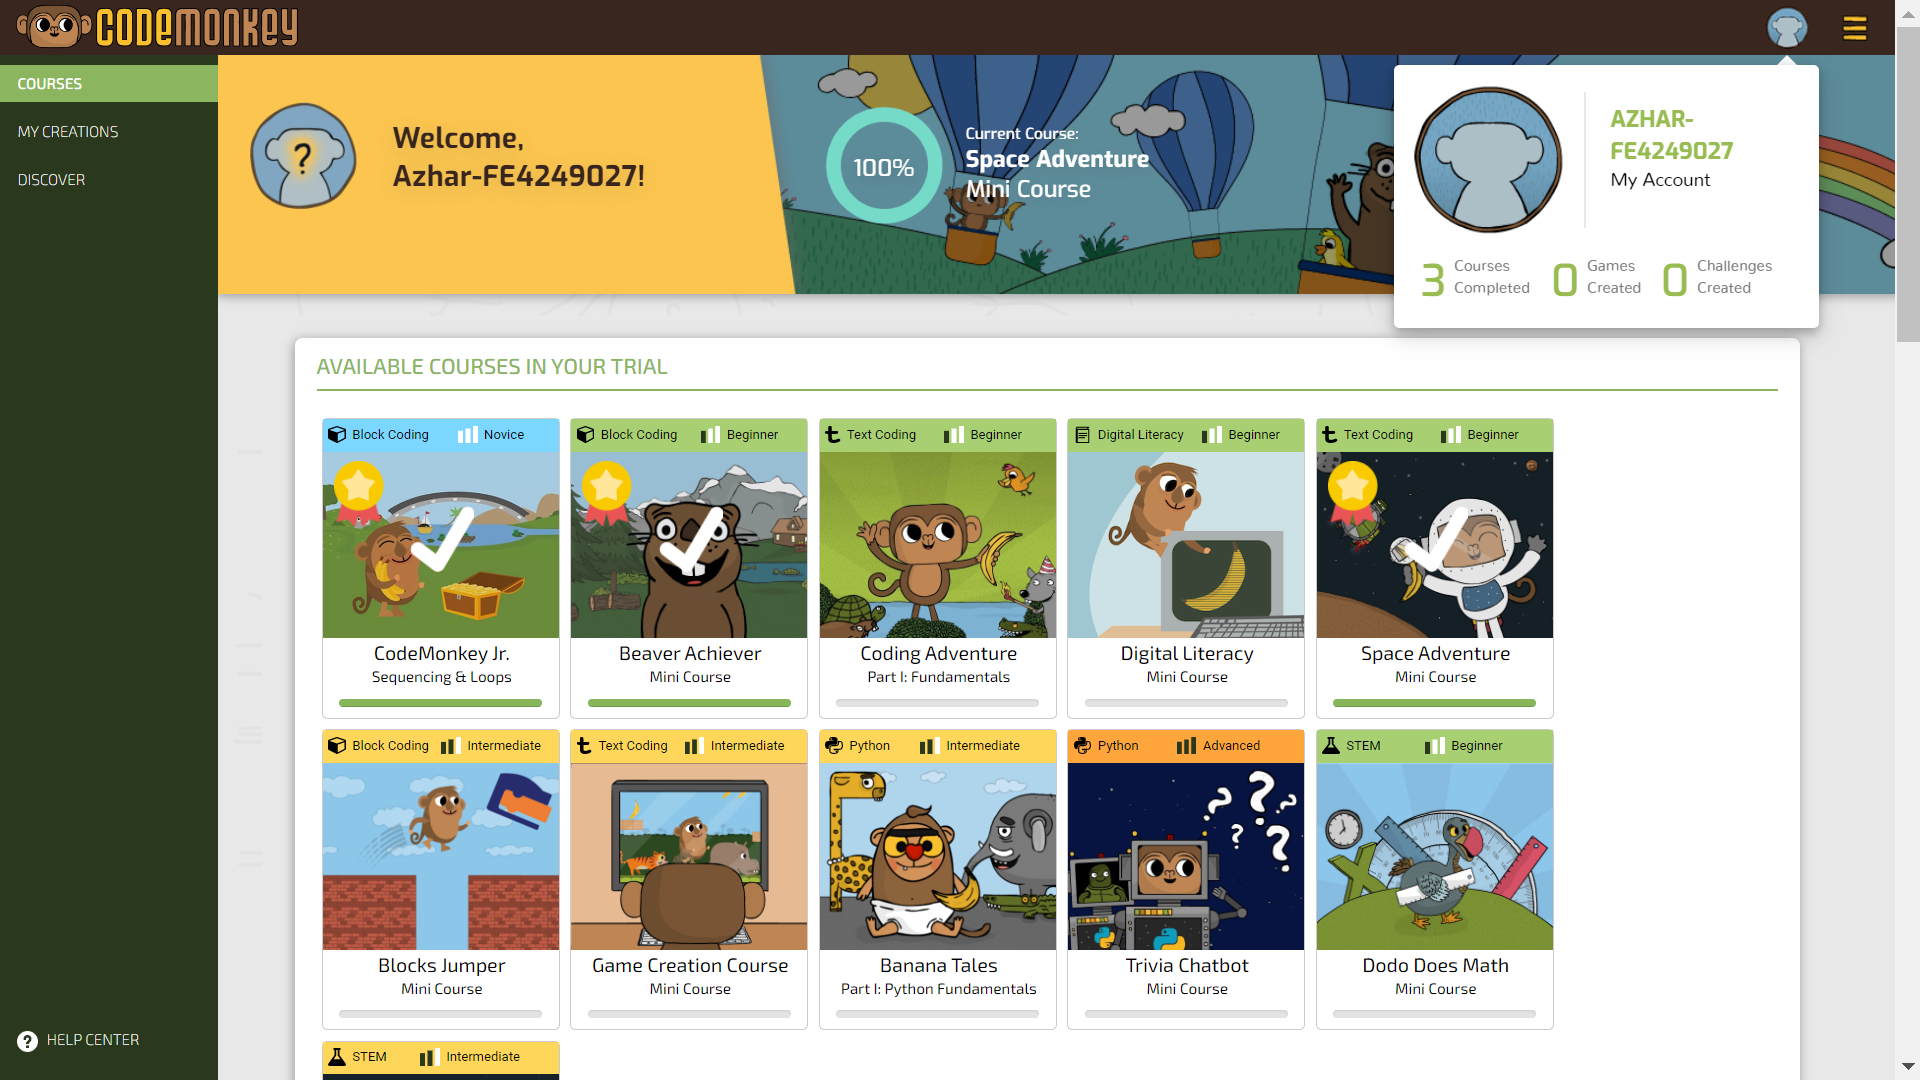 CODEMONKEY
COURSES
MY CREATIONS
DISCOVER
HELP CENTER
?
?
Welcome,
Azhar-FE4249027!
100%
Current Course:
Space Adventure
Mini Course
AZHAR-
FE4249027
My Account
3 Courses Completed
0 Games Created
0 Challenges Created
AVAILABLE COURSES IN YOUR TRIAL
Block Coding Novice
CodeMonkey Jr.
Sequencing & Loops
Block Coding Beginner
Beaver Achiever
Mini Course
Text Coding Beginner
Coding Adventure
Part I: Fundamentals
Digital Literacy Beginner
Digital Literacy
Mini Course
Text Coding Beginner
Space Adventure
Mini Course
Block Coding Intermediate
Blocks Jumper
Mini Course
Text Coding Intermediate
Game Creation Course
Mini Course
Python Intermediate
Banana Tales
Part I: Python Fundamentals
Python Advanced
? ? ? ? ?
Trivia Chatbot
Mini Course
STEM Beginner
Dodo Does Math
Mini Course
STEM Intermediate